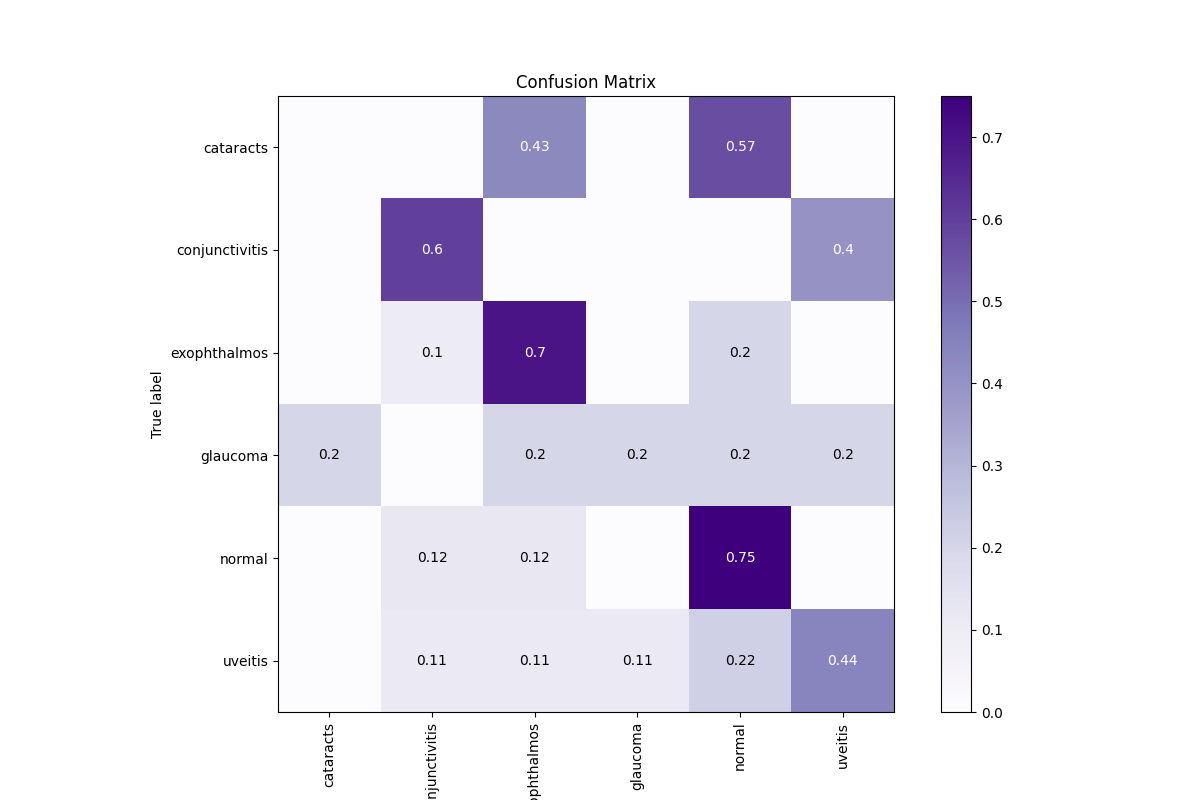 Confusion Matrix
cataracts 0.43 0.57
0.7
conjunctivitis 0.6 0.4
0.6
0.5
exophthalmos 0.1 0.7 0.2
0.4
True label
glaucoma 0.2 0.2 0.2 0.2 0.2
0.3
0.2
normal 0.12 0.12 0.75
0.1
uveitis 0.11 0.11 0.11 0.22 0.44
0.0
cataracts
njunctivitis
ophthalmos
glaucoma
normal
uveitis